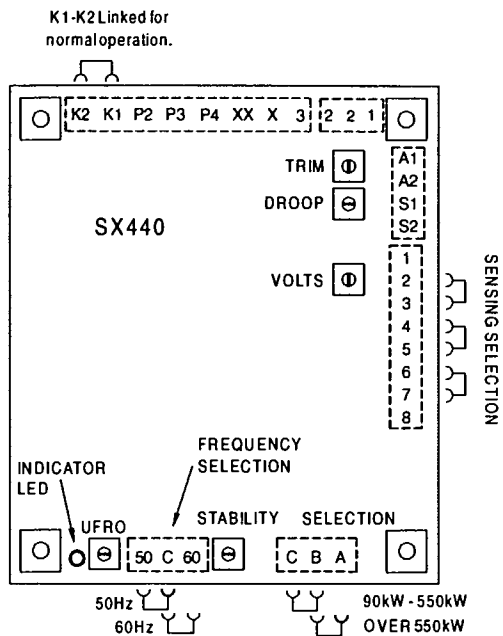 K1-K2 Linked for
normal operation.
K2 K1 P2 P3 P4 XX X 3 2 2 1
TRIM
DROOP
A1
A2
S1
S2
SX440
VOLTS
1
2
3
4
5
6
7
8
SENSING SELECTION
FREQUENCY
SELECTION
INDICATOR
LED
UFRO
STABILITY
SELECTION
50 C 60
C B A
50Hz
60Hz
90kW - 550kW
OVER 550kW